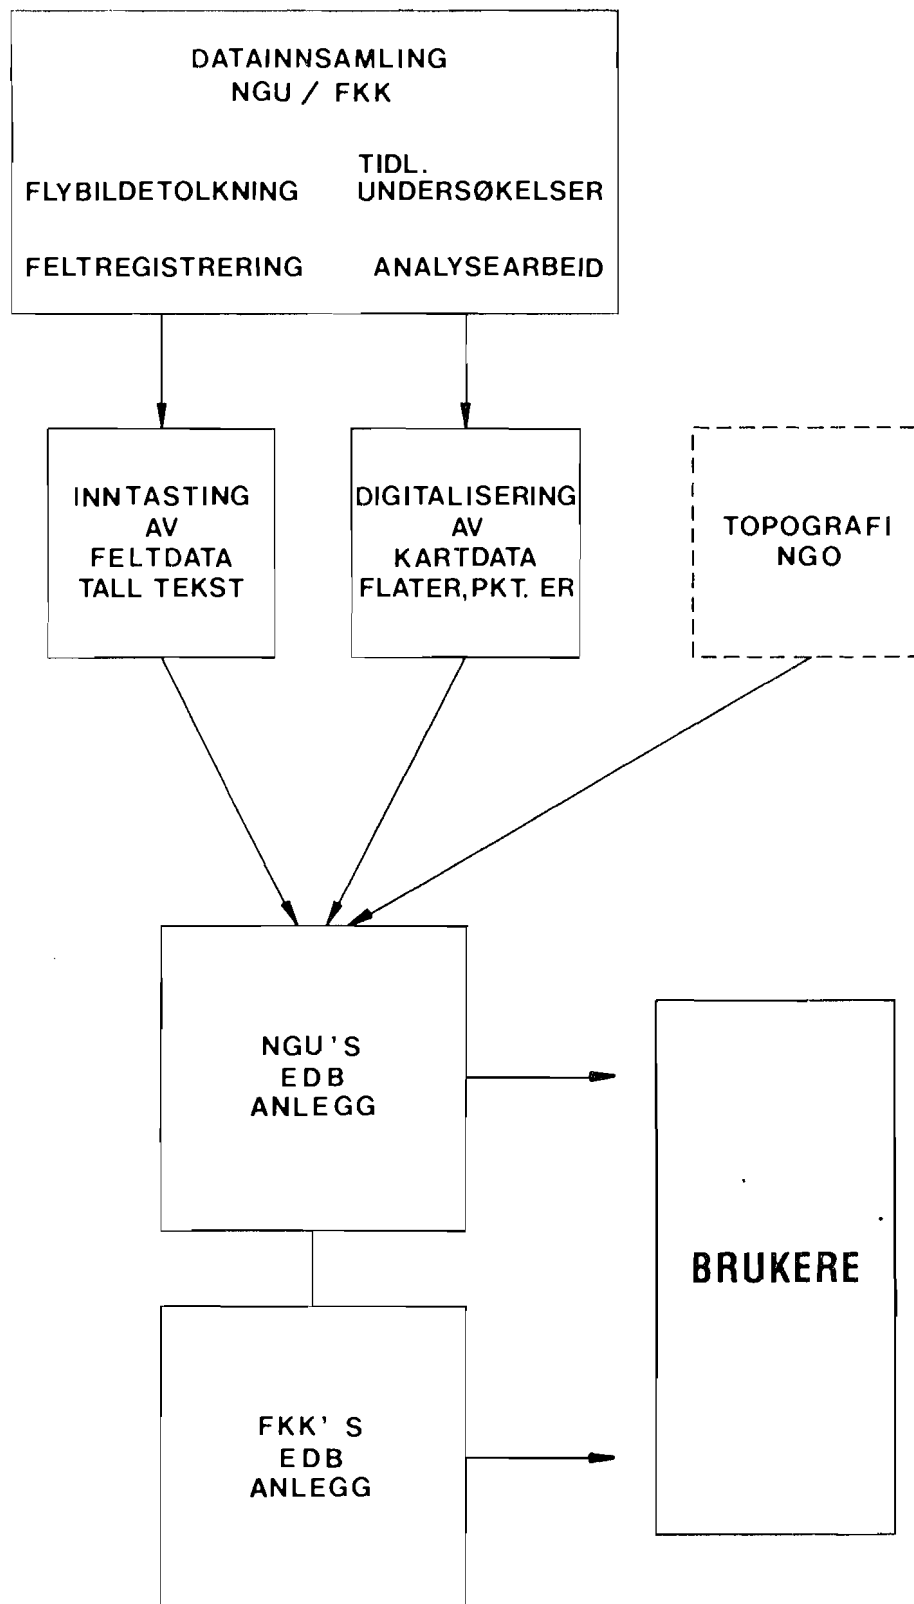 DATAINNSAMLING
NGU / FKK
FLYBILDETOLKNING
TIDL.
UNDERSØKELSER
FELTREGISTRERING
ANALYSEARBEID
INNTASTING
AV
FELTDATA
TALL TEKST
DIGITALISERING
AV
KARTDATA
FLATER, PKT. ER
TOPOGRAFI
NGO
NGU'S
EDB
ANLEGG
BRUKERE
FKK' S
EDB
ANLEGG